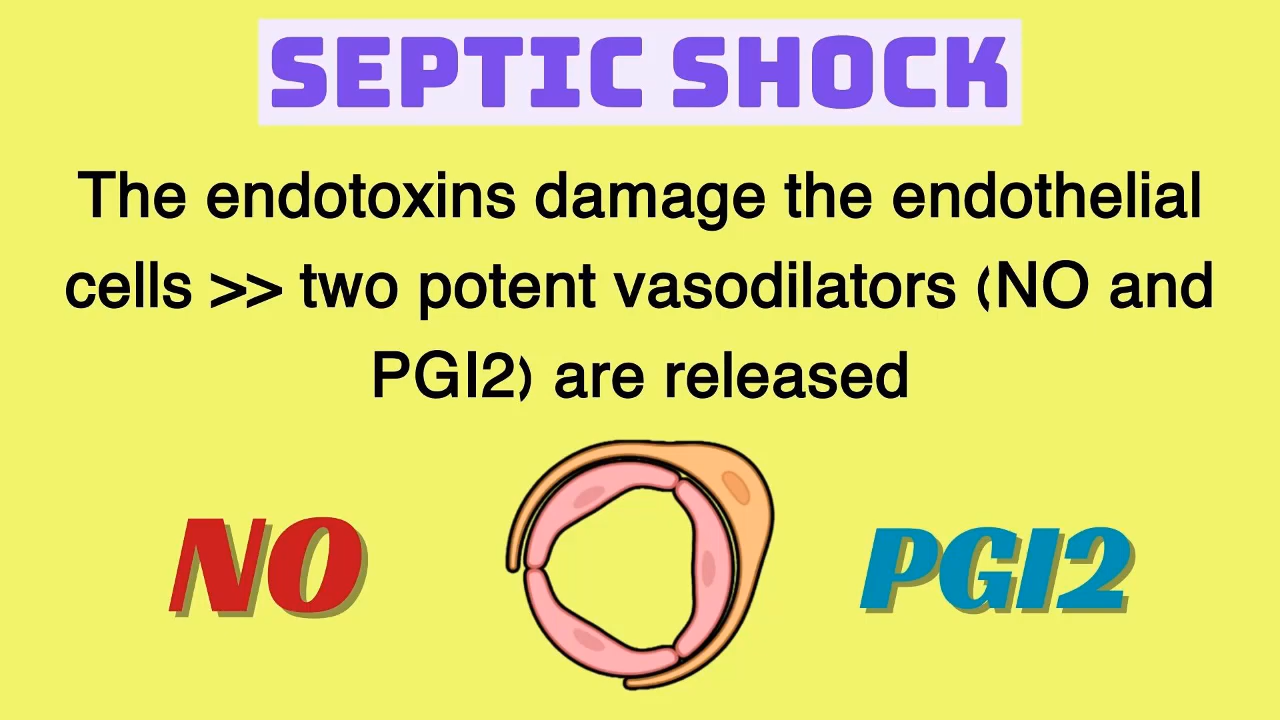 SEPTIC SHOCK
The endotoxins damage the endothelial
cells >> two potent vasodilators (NO and
PGI2) are released
NO
PGI2